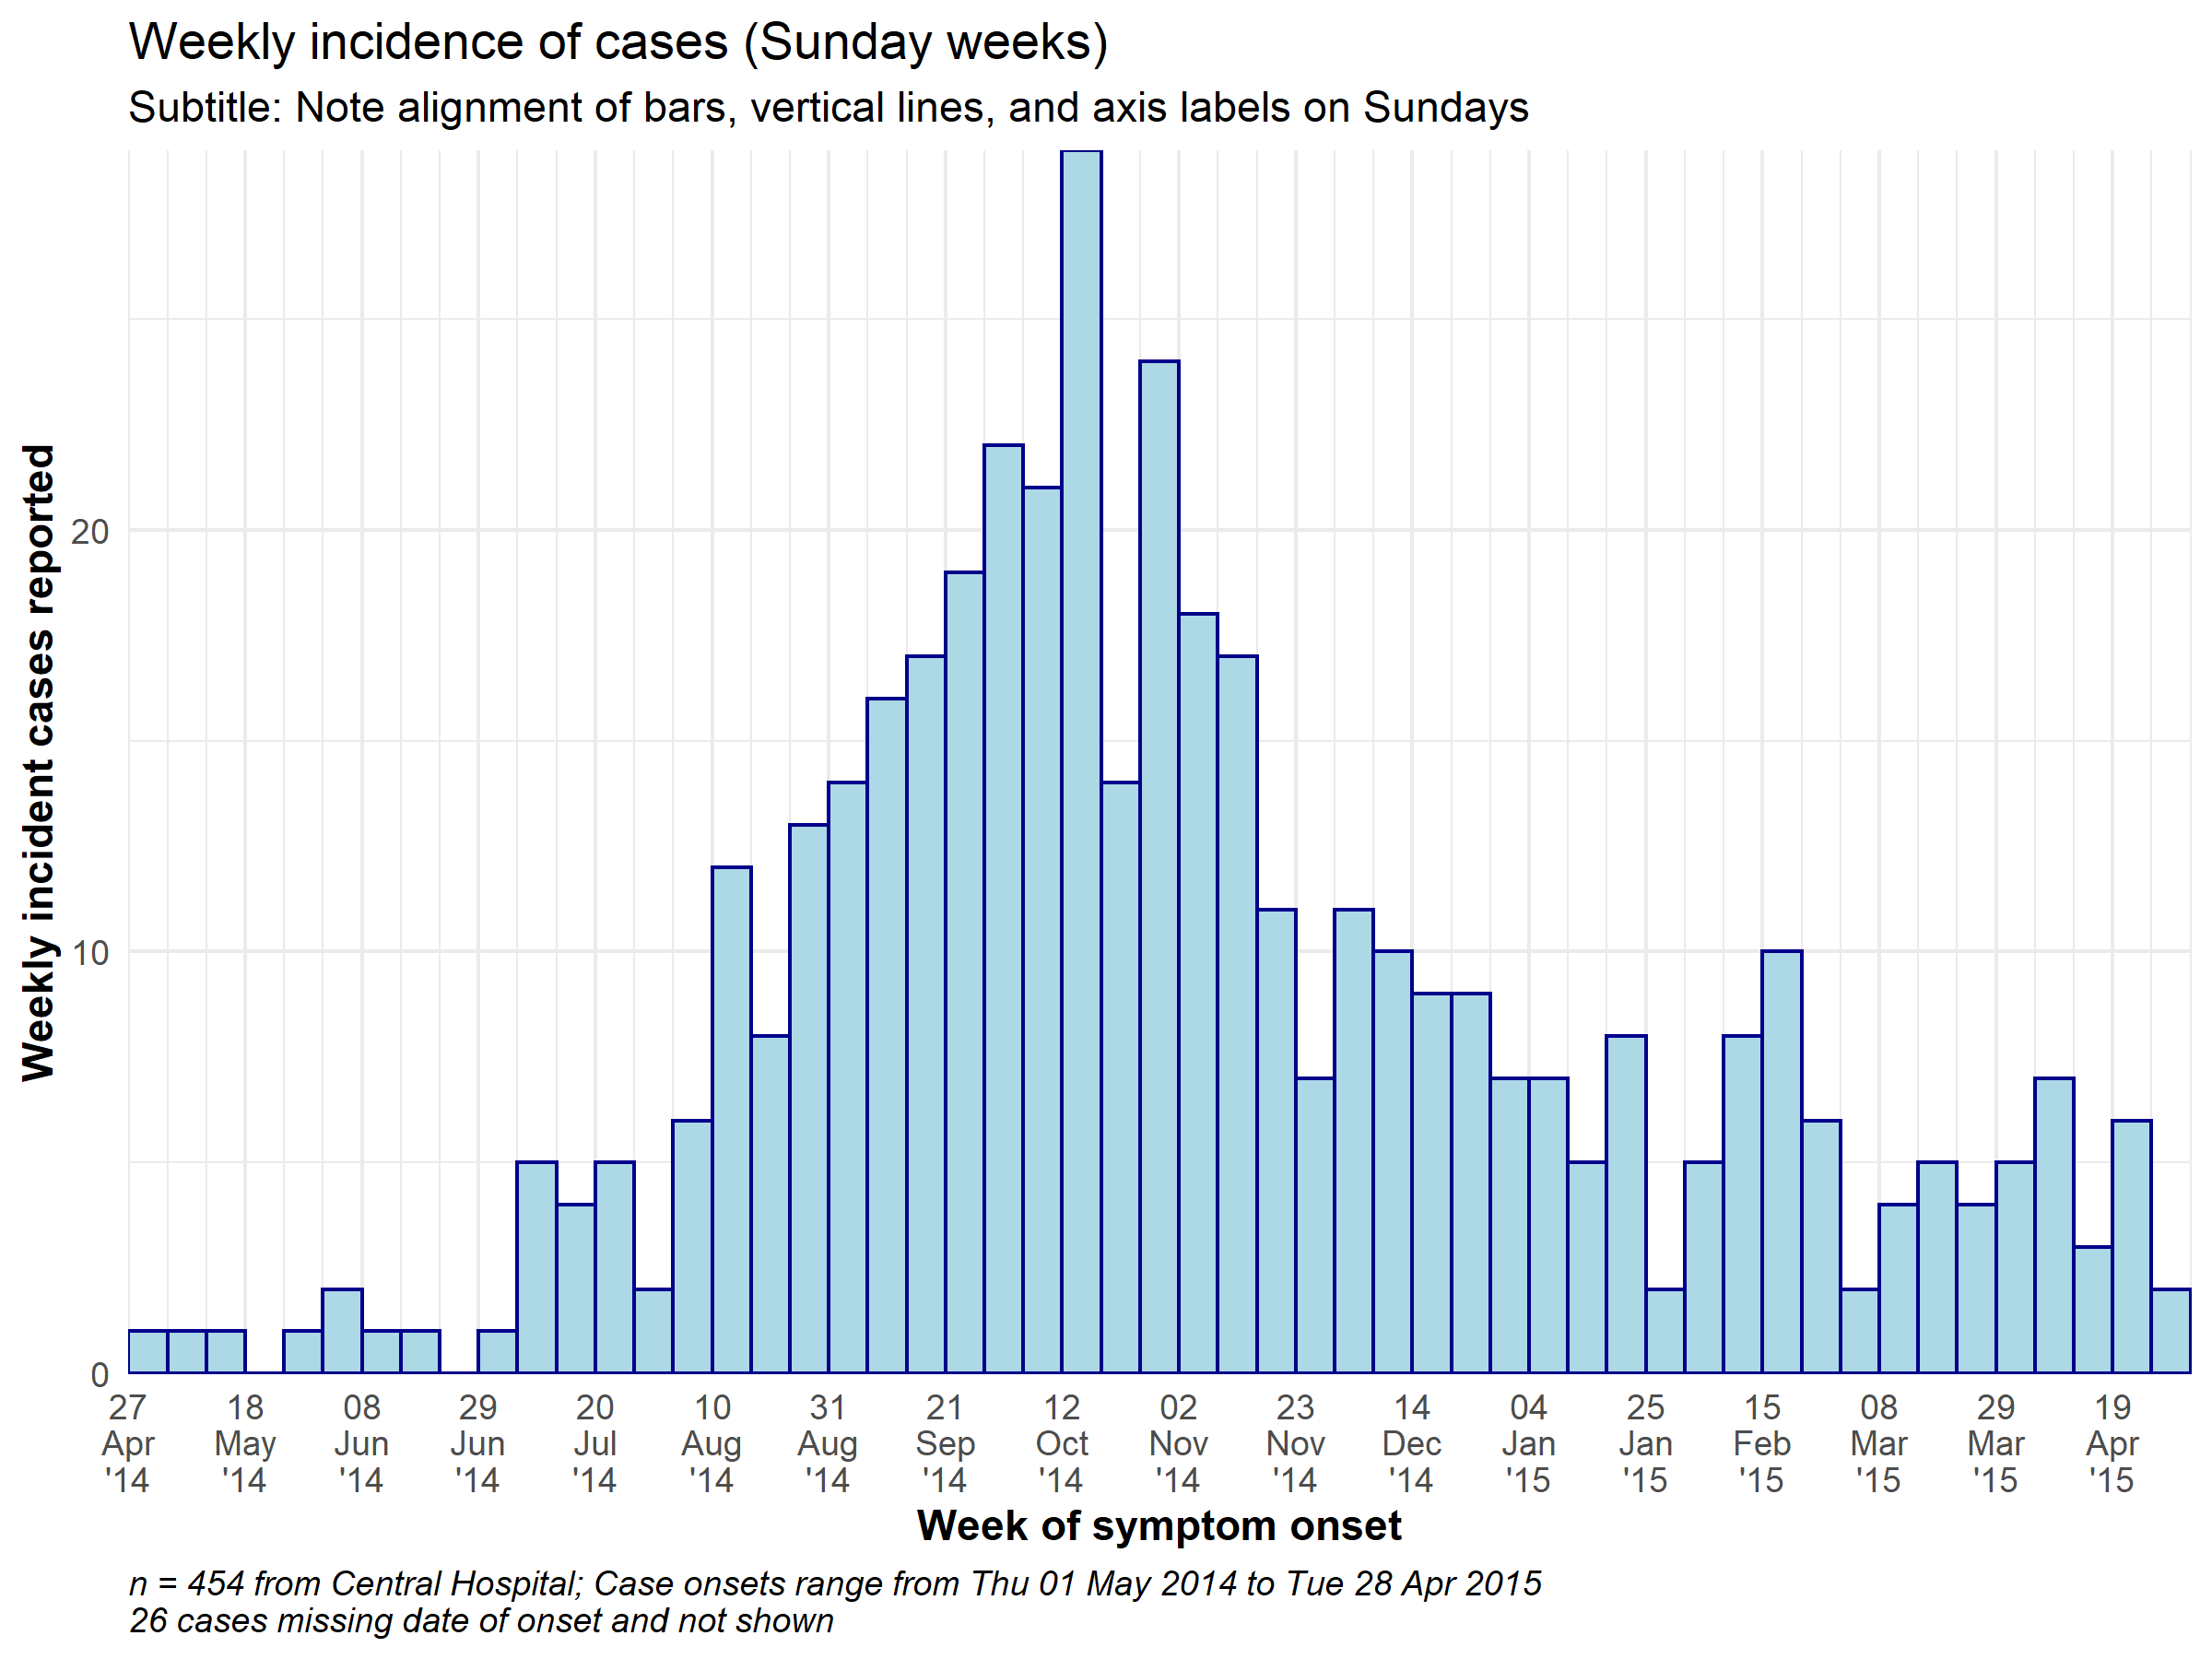 Weekly incidence of cases (Sunday weeks)
Subtitle: Note alignment of bars, vertical lines, and axis labels on Sundays
Weekly incident cases reported
20
10
0
27 18 08 29 20 10 31 21 12 02 23 14 04 25 15 08 29 19
Apr May Jun Jun Jul Aug Aug Sep Oct Nov Nov Dec Jan Jan Feb Mar Mar Apr
'14 '14 '14 '14 '14 '14 '14 '14 '14 '14 '14 '14 '15 '15 '15 '15 '15 '15
Week of symptom onset
n = 454 from Central Hospital; Case onsets range from Thu 01 May 2014 to Tue 28 Apr 2015
26 cases missing date of onset and not shown